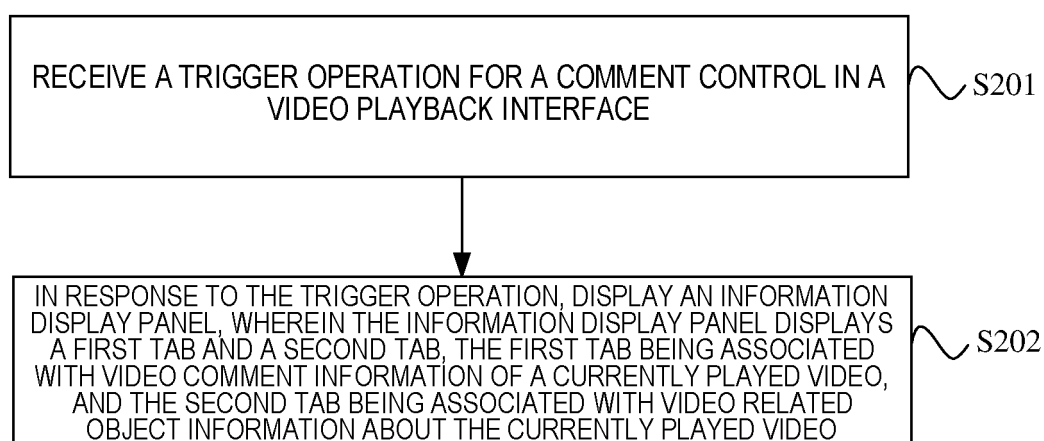 RECEIVE A TRIGGER OPERATION FOR A COMMENT CONTROL IN A
VIDEO PLAYBACK INTERFACE
S201
IN RESPONSE TO THE TRIGGER OPERATION, DISPLAY AN INFORMATION
DISPLAY PANEL, WHEREIN THE INFORMATION DISPLAY PANEL DISPLAYS
A FIRST TAB AND A SECOND TAB, THE FIRST TAB BEING ASSOCIATED
WITH VIDEO COMMENT INFORMATION OF A CURRENTLY PLAYED VIDEO,
AND THE SECOND TAB BEING ASSOCIATED WITH VIDEO RELATED
OBJECT INFORMATION ABOUT THE CURRENTLY PLAYED VIDEO
S202